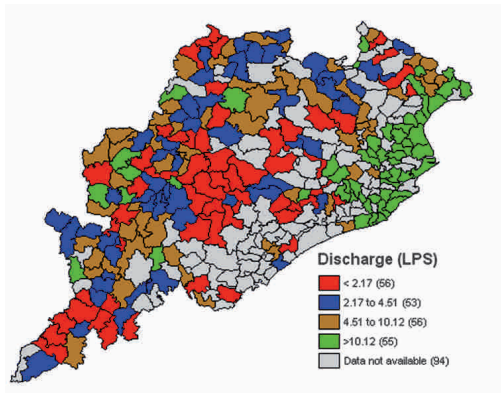 Discharge (LPS)
< 2.17 (56)
2.17 to 4.51 (53)
4.51 to 10.12 (56)
>10.12 (55)
Data not available (94)